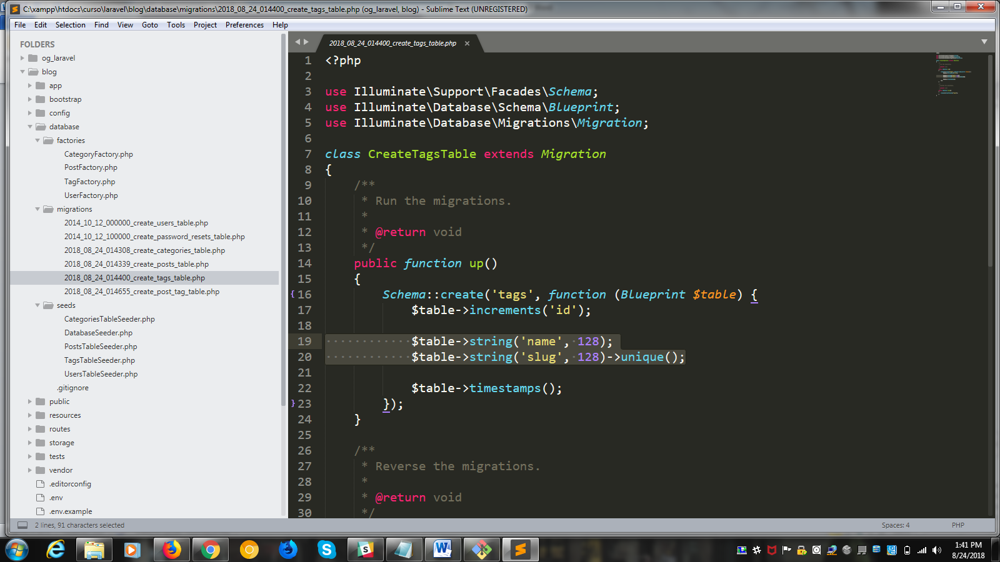 C:\xampp\htdocs\curso\laravel\blog\database\migrations\2018_08_24_014400_create_tags_table.php (og_laravel, blog) - Sublime Text (UNREGISTERED)
File Edit Selection Find View Goto Tools Project Preferences Help
FOLDERS
og_laravel
blog
app
bootstrap
config
database
factories
CategoryFactory.php
PostFactory.php
TagFactory.php
UserFactory.php
migrations
2014_10_12_000000_create_users_table.php
2014_10_12_100000_create_password_resets_table.php
2018_08_24_014308_create_categories_table.php
2018_08_24_014339_create_posts_table.php
2018_08_24_014400_create_tags_table.php
2018_08_24_014655_create_post_tag_table.php
seeds
CategoriesTableSeeder.php
DatabaseSeeder.php
PostsTableSeeder.php
TagsTableSeeder.php
UsersTableSeeder.php
.gitignore
public
resources
routes
storage
tests
vendor
.editorconfig
.env
.env.example
2018_08_24_014400_create_tags_table.php
1 <?php
2
3 use Illuminate\Support\Facades\Schema;
4 use Illuminate\Database\Schema\Blueprint;
5 use Illuminate\Database\Migrations\Migration;
6
7 class CreateTagsTable extends Migration
8 {
9 /**
10 * Run the migrations.
11 *
12 * @return void
13 */
14 public function up()
15 {
16 Schema::create('tags', function (Blueprint $table) {
17 $table->increments('id');
18
19 $table->string('name', 128);
20 $table->string('slug', 128)->unique();
21
22 $table->timestamps();
23 });
24 }
25
26 /**
27 * Reverse the migrations.
28 *
29 * @return void
30 */
2 lines, 91 characters selected
Spaces: 4
PHP
1:41 PM
8/24/2018